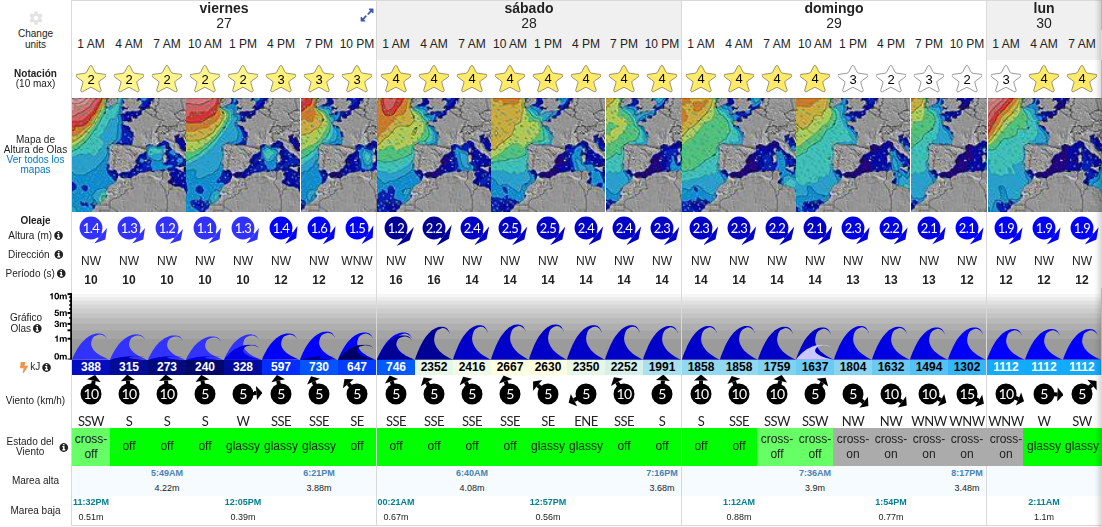 viernes
27
sábado
28
domingo
29
lun
30
Change
units
1 AM 4 AM 7 AM 10 AM 1 PM 4 PM 7 PM 10 PM 1 AM 4 AM 7 AM 10 AM 1 PM 4 PM 7 PM 10 PM 1 AM 4 AM 7 AM 10 AM 1 PM 4 PM 7 PM 10 PM 1 AM 4 AM 7 AM
Notación
(10 max)
2 2 2 2 2 3 3 3 4 4 4 4 4 4 4 4 4 4 4 4 3 2 3 2 3 4 4
Mapa de
Altura de Olas
Ver todos los
mapas
Oleaje
Altura (m) 1.4 1.3 1.2 1.1 1.3 1.4 1.6 1.5 1.2 2.2 2.4 2.5 2.5 2.4 2.4 2.3 2.3 2.3 2.2 2.1 2.3 2.2 2.1 2.1 1.9 1.9 1.9
Dirección NW NW NW NW NW NW NW WNW NW NW NW NW NW NW NW NW NW NW NW NW NW NW NW NW NW NW NW
Período (s) 10 10 10 10 10 12 12 12 16 16 14 14 14 14 14 14 14 14 14 14 13 13 13 12 12 12 12
10m
5m
3m
1m
0m
Gráfico
Olas
kJ 388 315 273 240 328 597 730 647 746 2352 2416 2667 2630 2350 2252 1991 1858 1858 1759 1637 1804 1632 1494 1302 1112 1112 1112
Viento (km/h) 10 10 10 5 5 5 5 5 5 5 5 5 5 5 10 5 10 10 10 5 5 10 10 15 10 5 5
SSW S S S W SSE SSE SE S SSE SSE SSE SE ENE SSE S S SSE SSW SSW NW NW WNW WNW WNW W SW
Estado del
Viento
cross-off off off off glassy glassy glassy off off off off off glassy glassy off off off off cross-off cross-off cross-on cross-on cross-on cross-on cross-on glassy glassy
Marea alta
5:49AM 6:21PM 6:40AM 7:16PM 7:36AM 8:17PM
4.22m 3.88m 4.08m 3.68m 3.9m 3.48m
Marea baja
11:32PM 12:05PM 00:21AM 12:57PM 1:12AM 1:54PM 2:11AM
0.51m 0.39m 0.67m 0.56m 0.88m 0.77m 1.1m